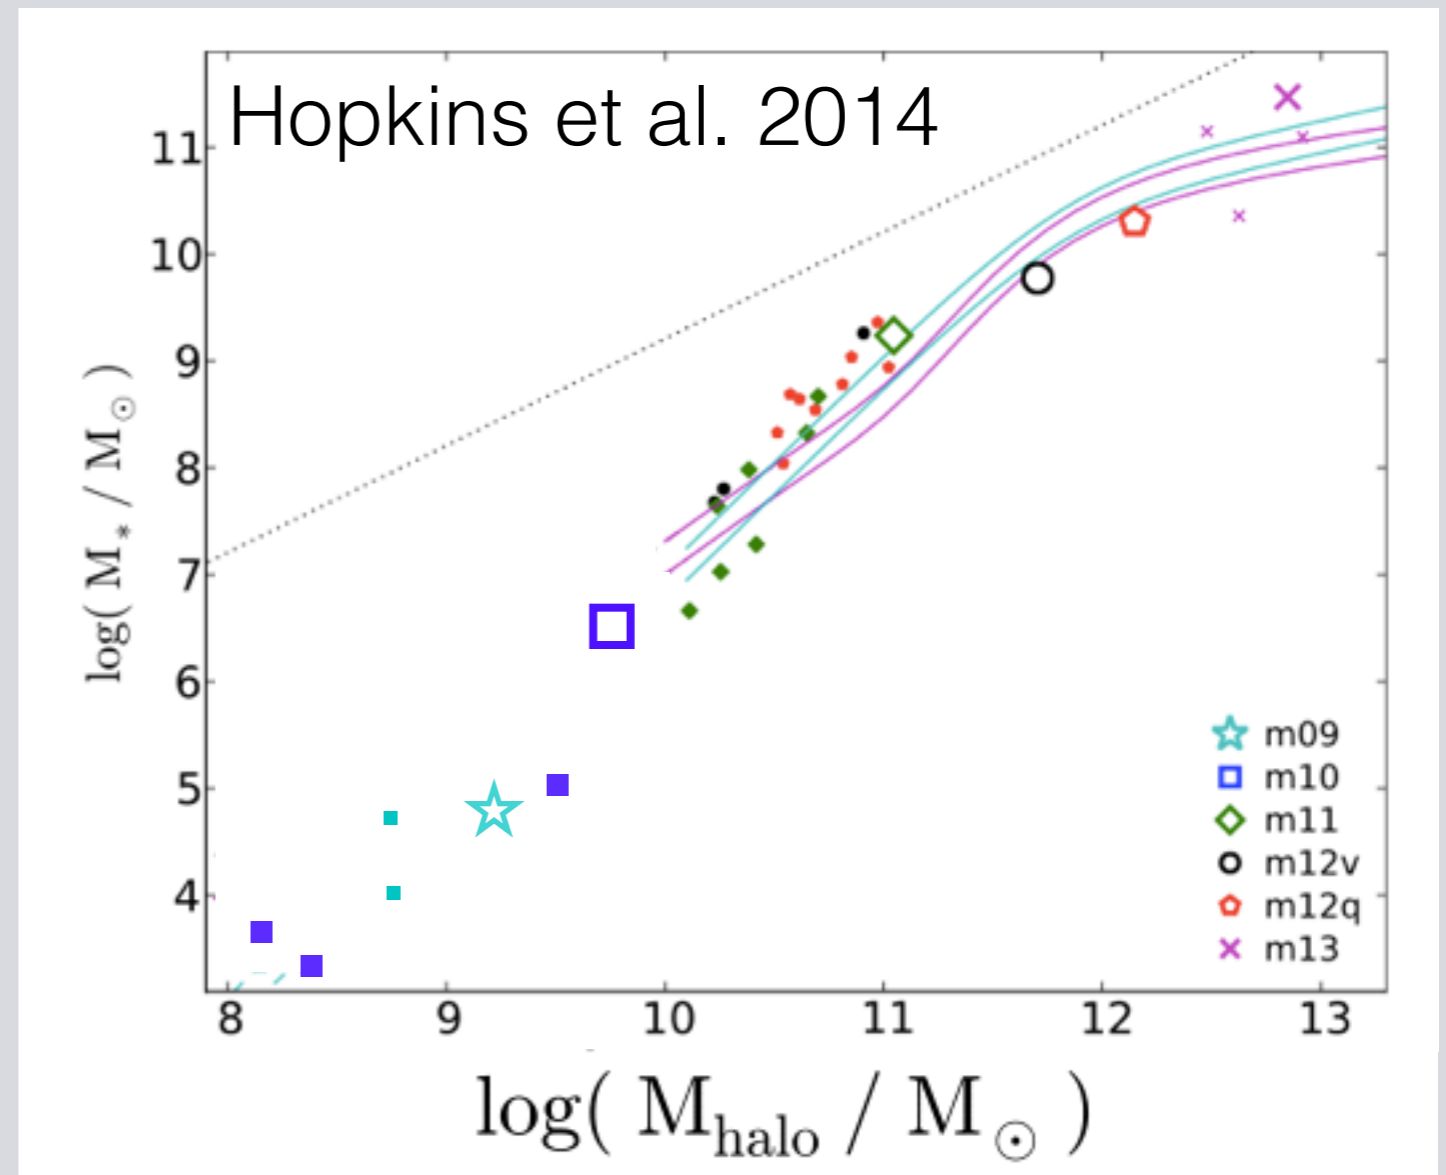 Hopkins et al. 2014
11
10
9
8
7
6
5
4
log( M* / M☉ )
m09
m10
m11
m12v
m12q
m13
8 9 10 11 12 13
log( Mhalo / M☉ )